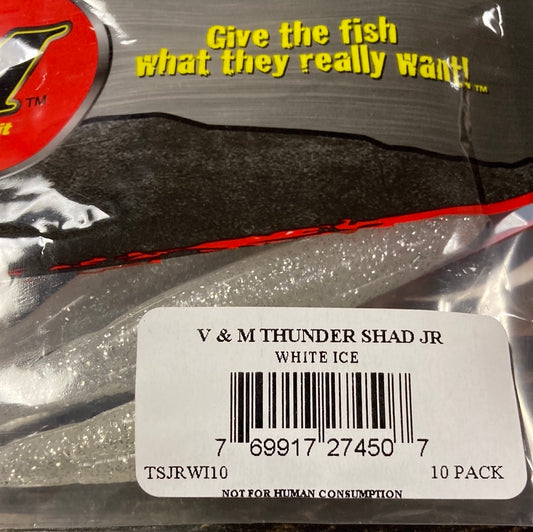 Give the fish
what they really want!
TM
TM
it
V & M THUNDER SHAD JR
WHITE ICE
7 69917 27450 7
TSJRWI10 10 PACK
NOT FOR HUMAN CONSUMPTION